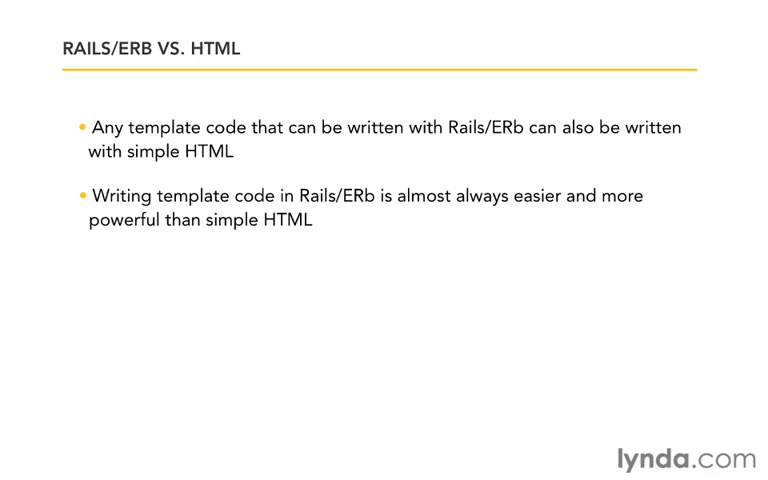 RAILS/ERB VS. HTML
• Any template code that can be written with Rails/ERb can also be written
with simple HTML
• Writing template code in Rails/ERb is almost always easier and more
powerful than simple HTML
lynda.com